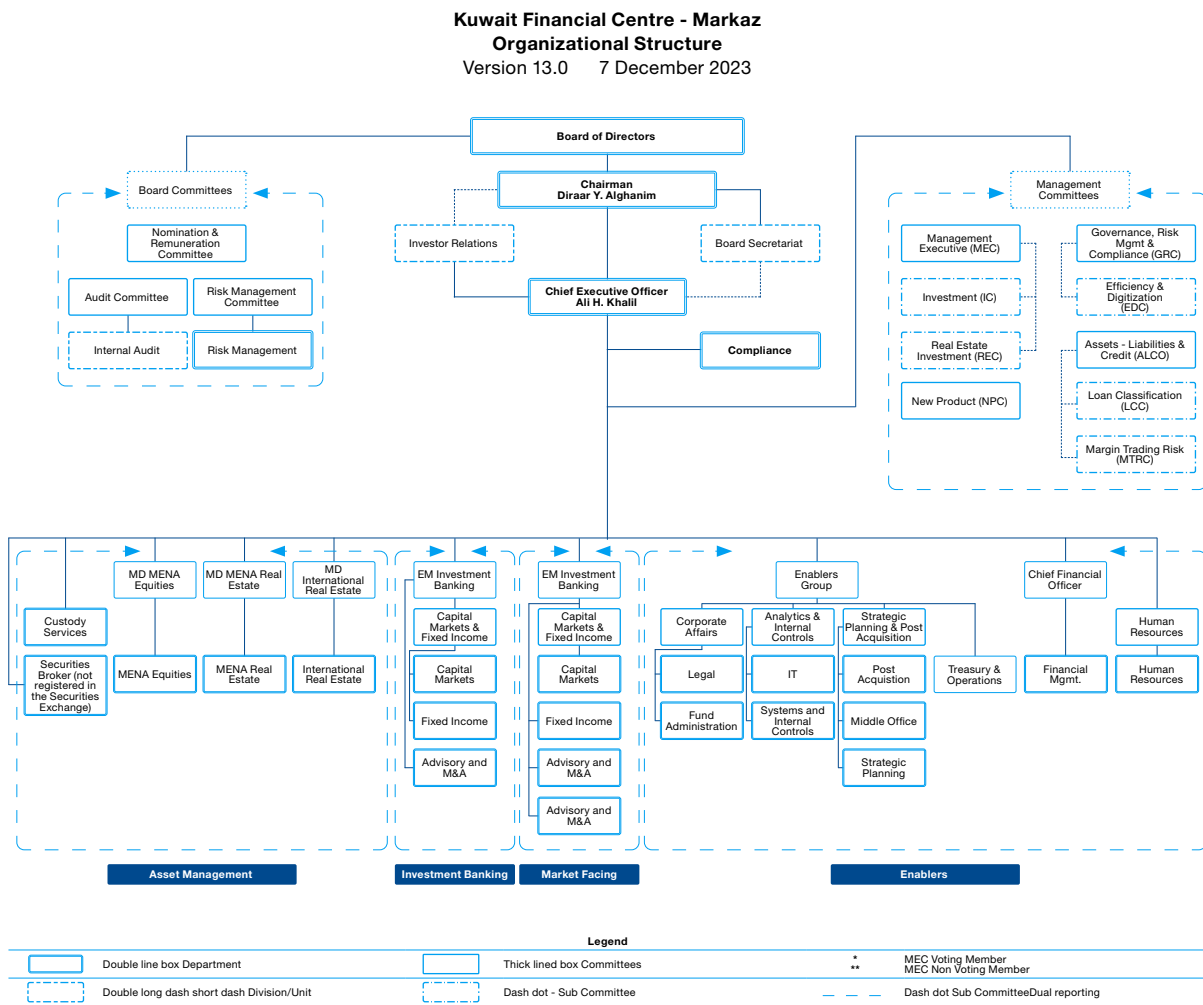 Kuwait Financial Centre - Markaz
Organizational Structure
Version 13.0 7 December 2023
Board of Directors
Chairman
Diraar Y. Alghanim
Board Committees
Nomination &
Remuneration
Committee
Audit Committee
Risk Management
Committee
Internal Audit
Risk Management
Investor Relations
Board Secretariat
Chief Executive Officer
Ali H. Khalil
Compliance
Management
Committees
Management
Executive (MEC)
Governance, Risk
Mgmt &
Compliance (GRC)
Investment (IC)
Efficiency &
Digitization
(EDC)
Real Estate
Investment (REC)
Assets - Liabilities &
Credit (ALCO)
New Product (NPC)
Loan Classification
(LCC)
Margin Trading Risk
(MTRC)
MD MENA
Equities
MD MENA Real
Estate
MD
International
Real Estate
Custody
Services
Securities
Broker (not
registered in
the Securities
Exchange)
MENA Equities
MENA Real
Estate
International
Real Estate
EM Investment
Banking
Capital
Markets &
Fixed Income
Capital
Markets
Fixed Income
Advisory and
M&A
EM Investment
Banking
Capital
Markets &
Fixed Income
Capital
Markets
Fixed Income
Advisory and
M&A
Advisory and
M&A
Enablers
Group
Corporate
Affairs
Legal
Fund
Administration
Analytics &
Internal
Controls
IT
Systems and
Internal
Controls
Strategic
Planning & Post
Acquisition
Post
Acquistion
Middle Office
Strategic
Planning
Treasury &
Operations
Chief Financial
Officer
Financial
Mgmt.
Human
Resources
Human
Resources
Asset Management
Investment Banking
Market Facing
Enablers
Legend
Double line box Department
Thick lined box Committees
* MEC Voting Member
** MEC Non Voting Member
Double long dash short dash Division/Unit
Dash dot - Sub Committee
Dash dot Sub CommitteeDual reporting